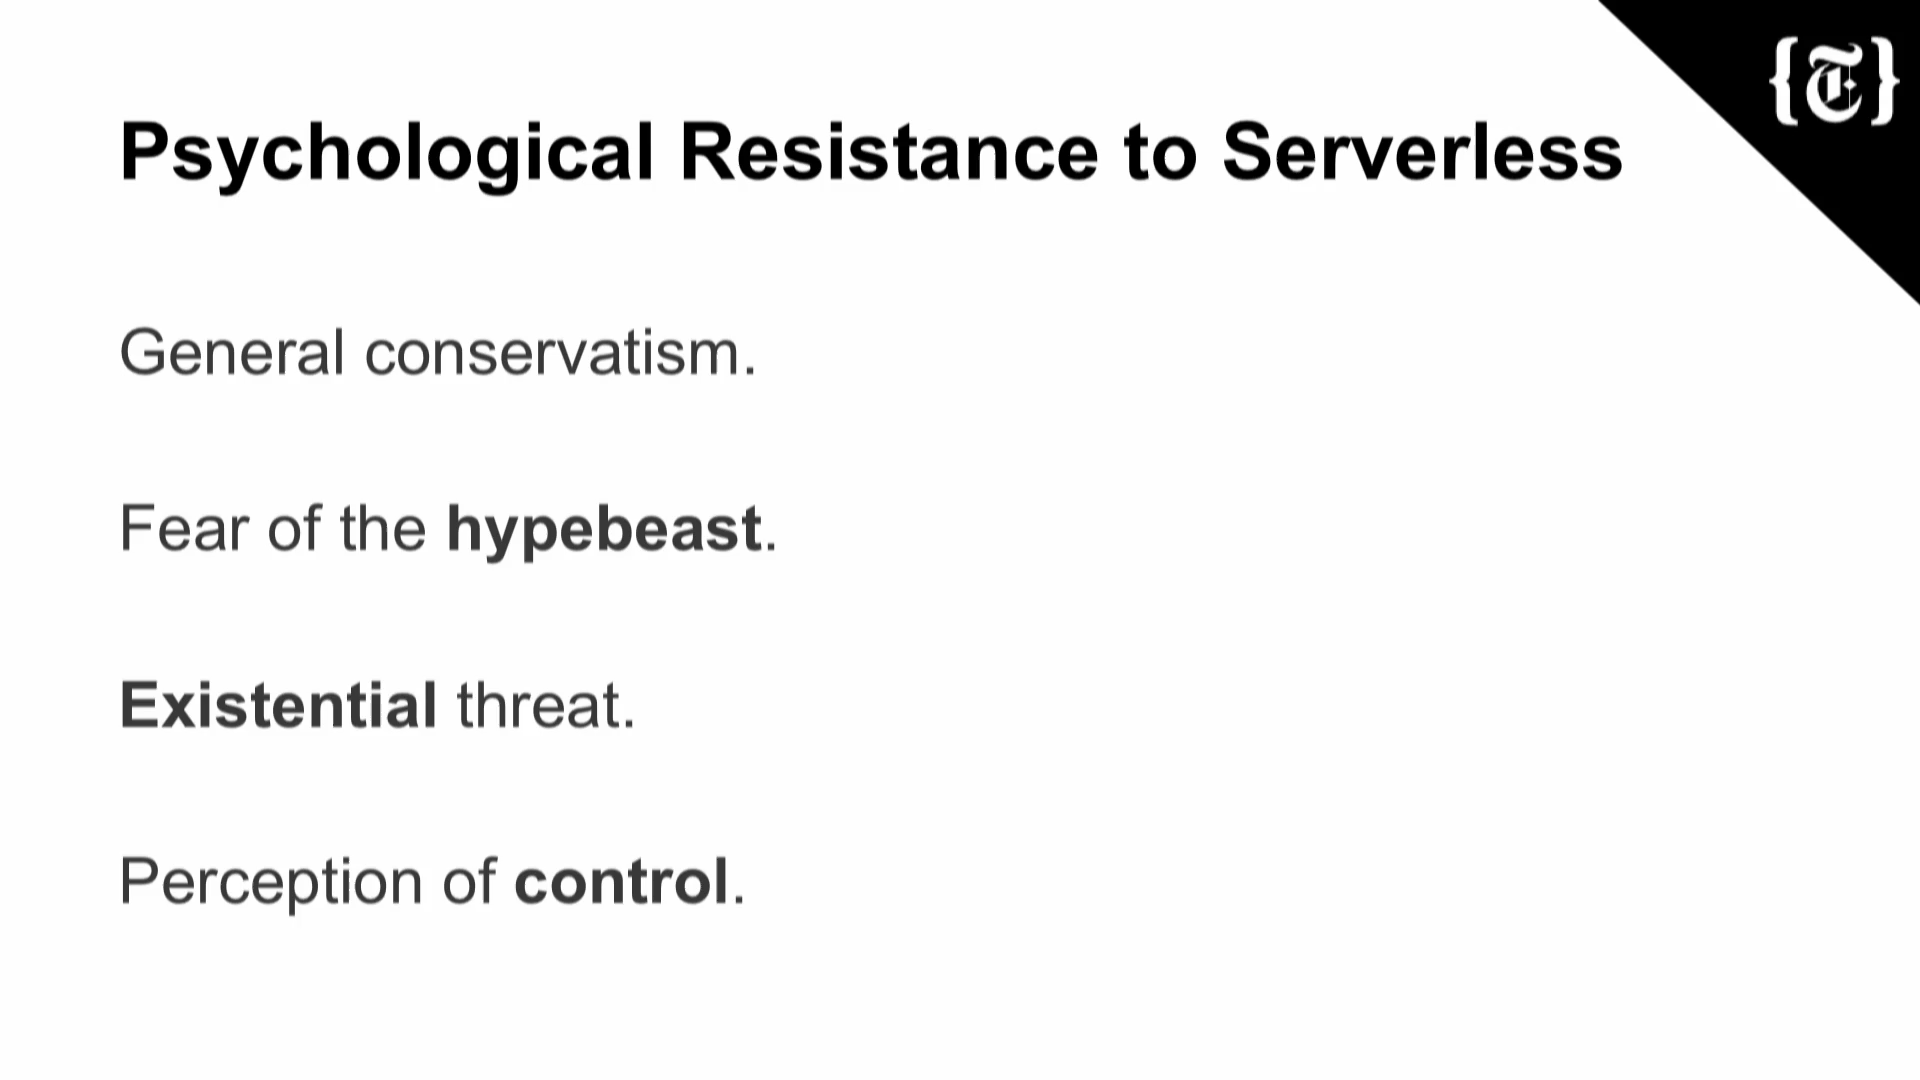 {T}
Psychological Resistance to Serverless
General conservatism.
Fear of the hypebeast.
Existential threat.
Perception of control.